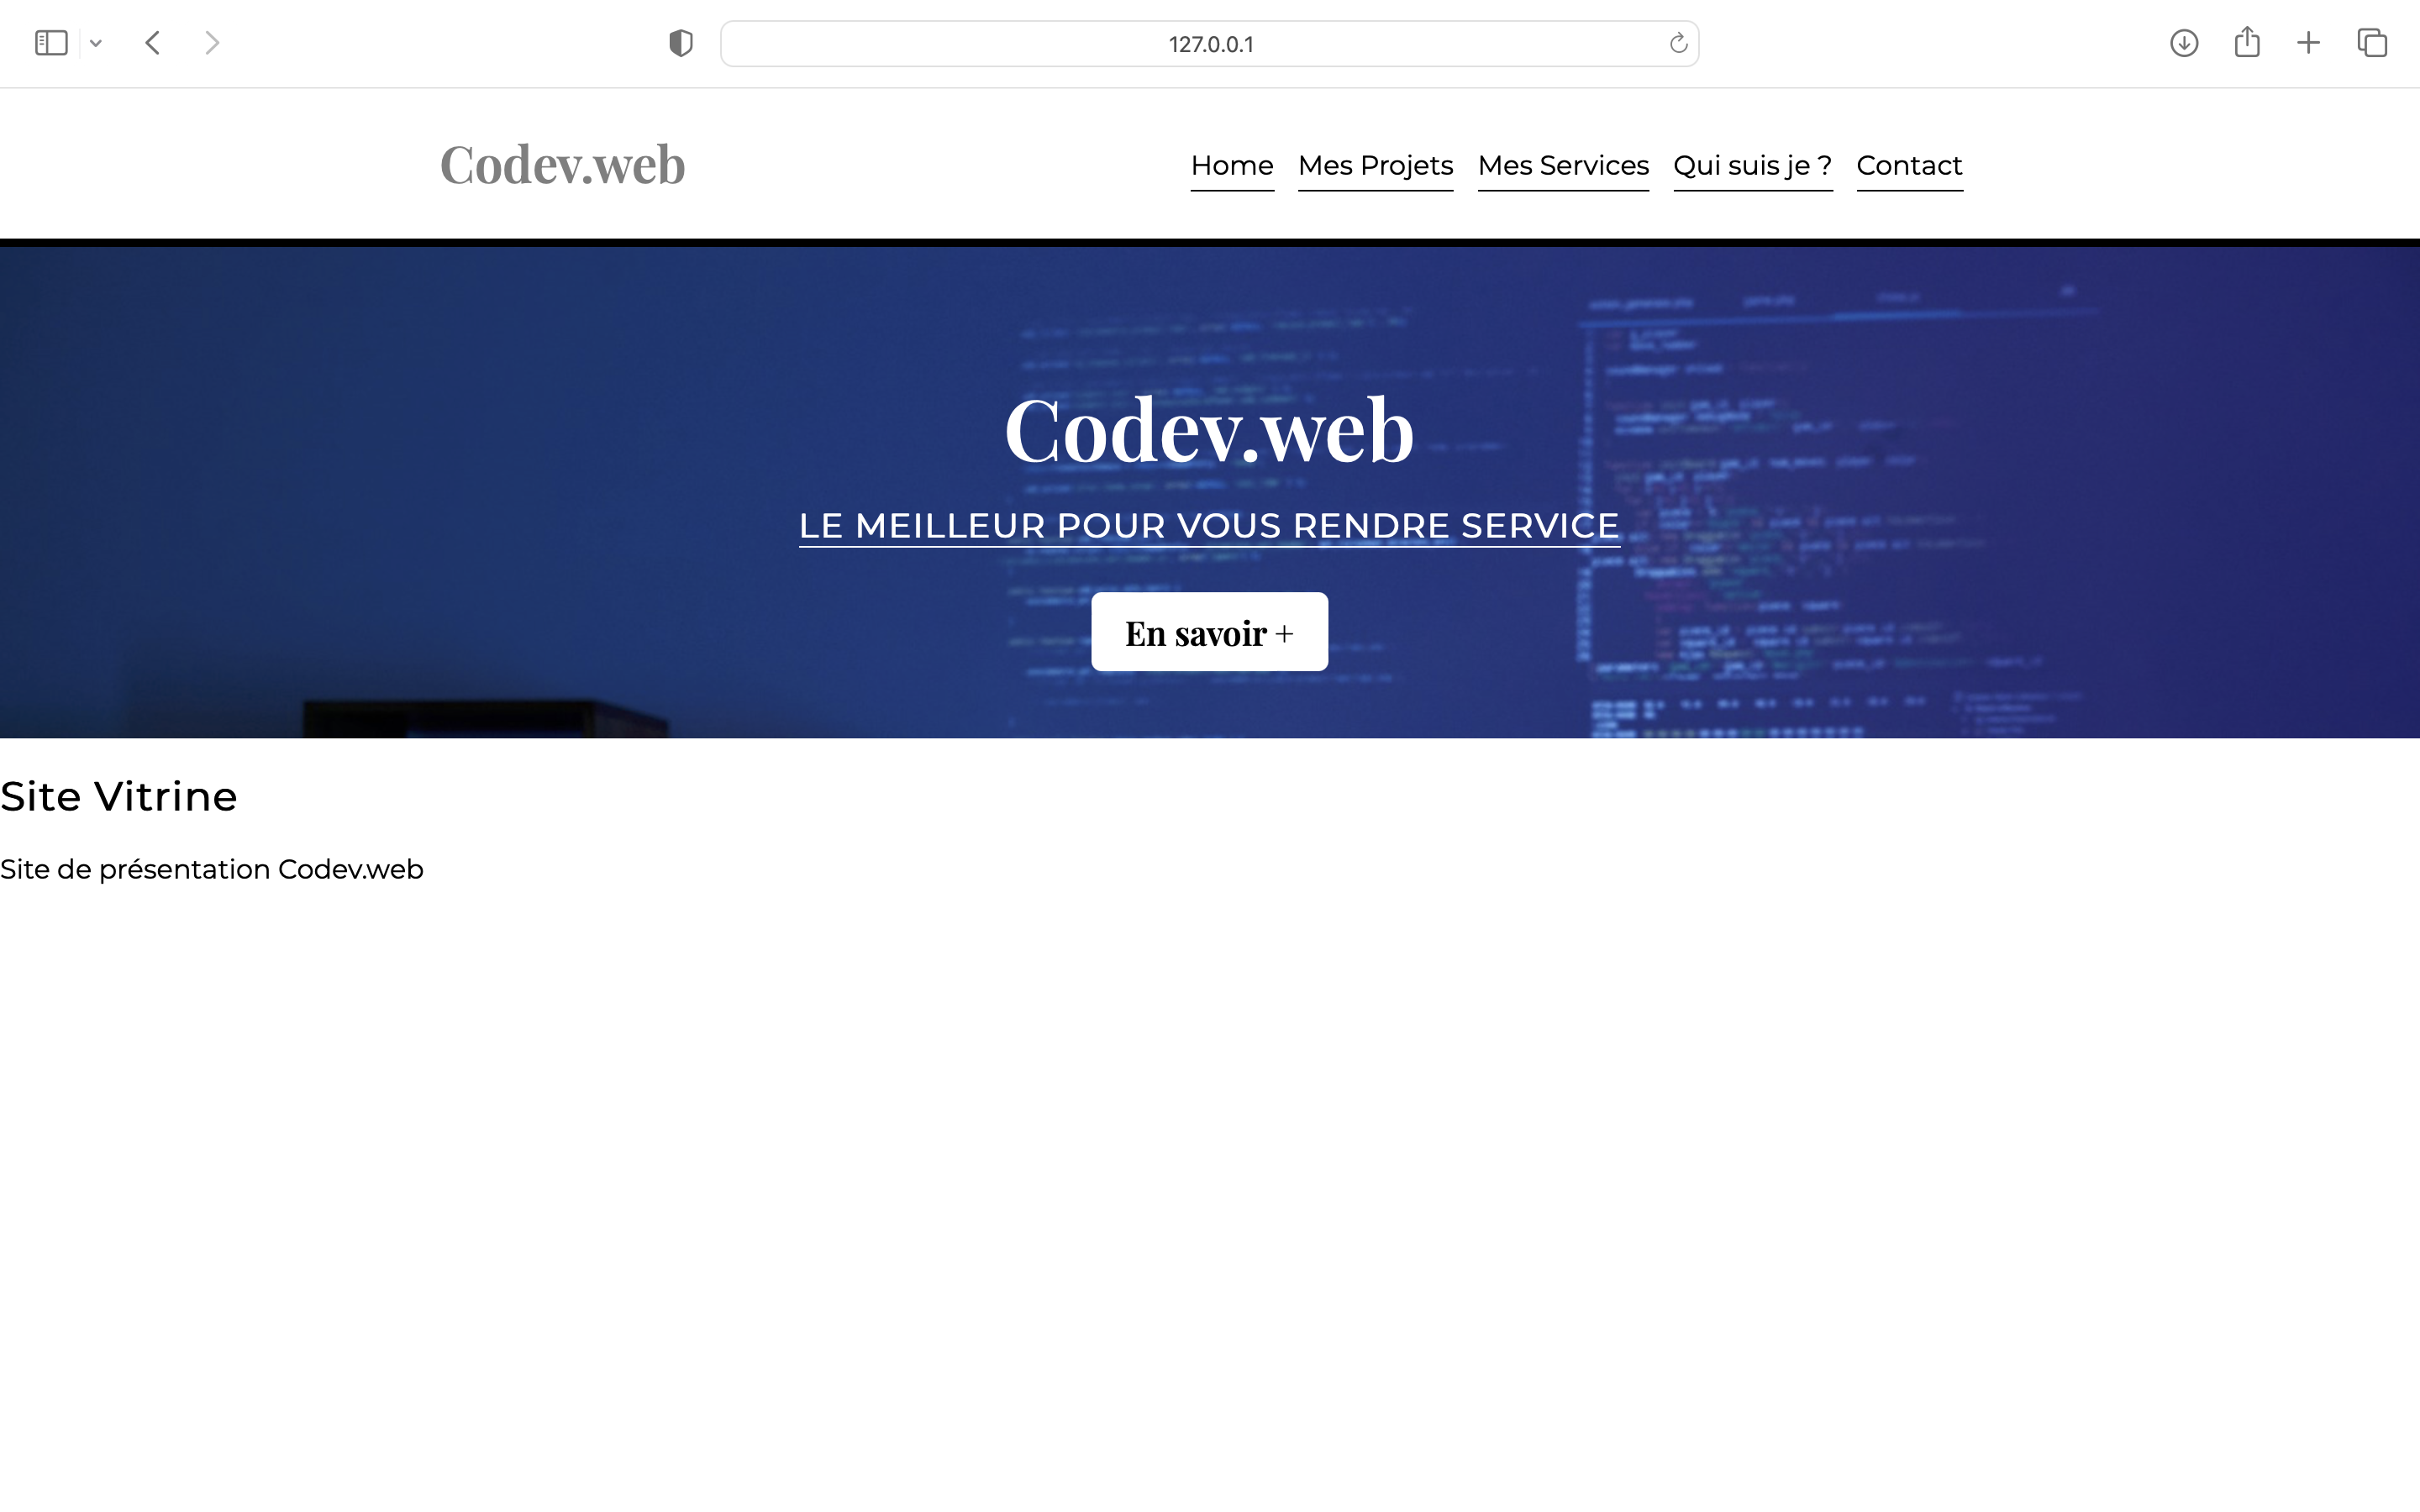 127.0.0.1
Codev.web
Home Mes Projets Mes Services Qui suis je ? Contact
Codev.web
LE MEILLEUR POUR VOUS RENDRE SERVICE
En savoir +
Site Vitrine
Site de présentation Codev.web